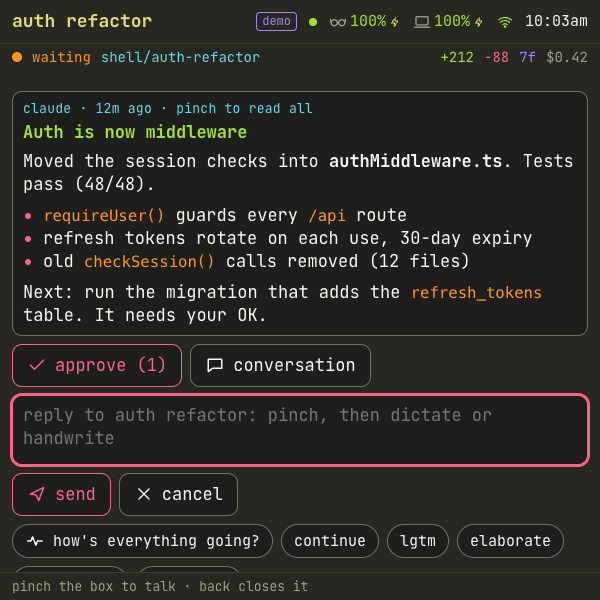 auth refactor demo 100% 100% 10:03am
waiting shell/auth-refactor +212 -88 7f $0.42
claude · 12m ago · pinch to read all
Auth is now middleware
Moved the session checks into authMiddleware.ts. Tests
pass (48/48).
• requireUser() guards every /api route
• refresh tokens rotate on each use, 30-day expiry
• old checkSession() calls removed (12 files)
Next: run the migration that adds the refresh_tokens
table. It needs your OK.
approve (1) conversation
reply to auth refactor: pinch, then dictate or
handwrite
send cancel
how's everything going? continue lgtm elaborate
pinch the box to talk · back closes it